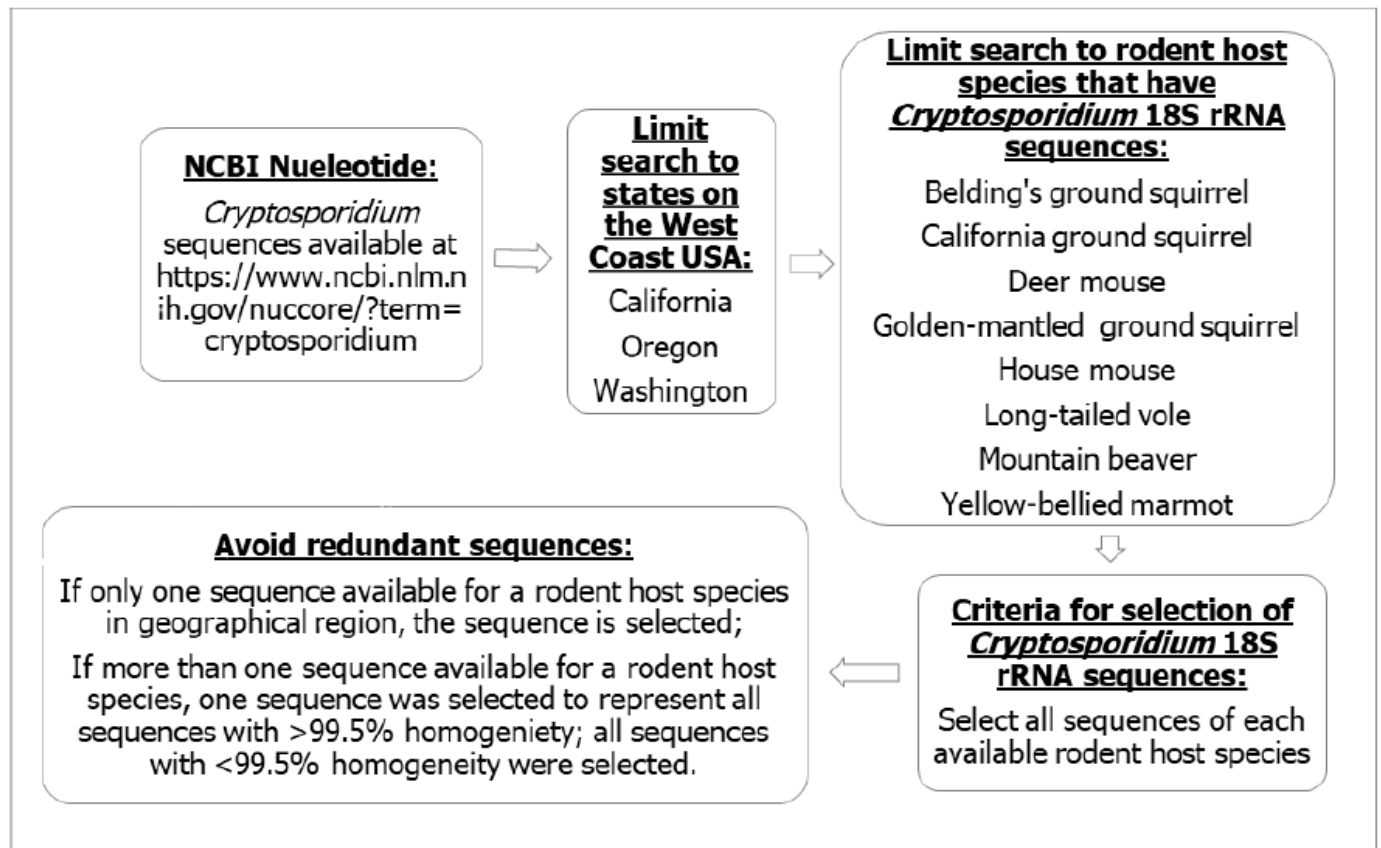 NCBI Nueleotide:
Cryptosporidium
sequences available at
https://www.ncbi.nlm.n
ih.gov/nuccore/?term=
cryptosporidium
Limit
search to
states on
the West
Coast USA:
California
Oregon
Washington
Limit search to rodent host
species that have
Cryptosporidium 18S rRNA
sequences:
Belding's ground squirrel
California ground squirrel
Deer mouse
Golden-mantled ground squirrel
House mouse
Long-tailed vole
Mountain beaver
Yellow-bellied marmot
Criteria for selection of
Cryptosporidium 18S
rRNA sequences:
Select all sequences of each
available rodent host species
Avoid redundant sequences:
If only one sequence available for a rodent host species
in geographical region, the sequence is selected;
If more than one sequence available for a rodent host
species, one sequence was selected to represent all
sequences with >99.5% homogeniety; all sequences
with <99.5% homogeneity were selected.